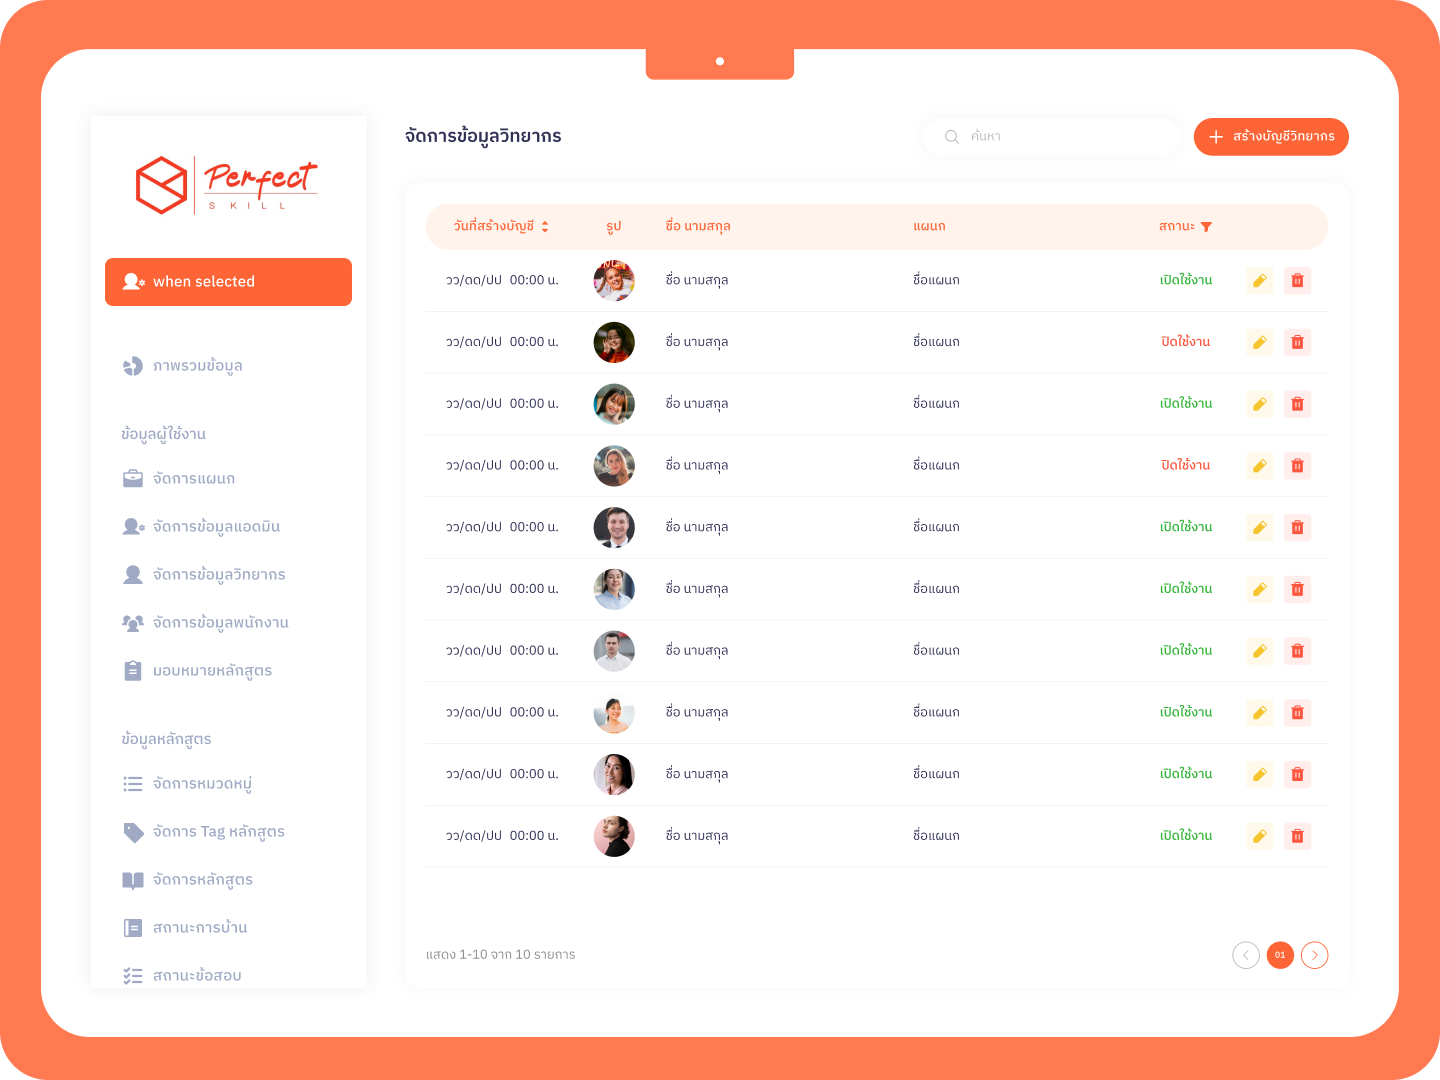 Perfect
SKILL
when selected
ภาพรวมข้อมูล
ข้อมูลผู้ใช้งาน
จัดการแผนก
จัดการข้อมูลแอดมิน
จัดการข้อมูลวิทยากร
จัดการข้อมูลพนักงาน
มอบหมายหลักสูตร
ข้อมูลหลักสูตร
จัดการหมวดหมู่
จัดการ Tag หลักสูตร
จัดการหลักสูตร
สถานะการบ้าน
สถานะข้อสอบ
จัดการข้อมูลวิทยากร
ค้นหา
สร้างบัญชีวิทยากร
วันที่สร้างบัญชี รูป ชื่อ นามสกุล แผนก สถานะ
วว/ดด/ปป 00:00 น. ชื่อ นามสกุล ชื่อแผนก เปิดใช้งาน
วว/ดด/ปป 00:00 น. ชื่อ นามสกุล ชื่อแผนก ปิดใช้งาน
วว/ดด/ปป 00:00 น. ชื่อ นามสกุล ชื่อแผนก เปิดใช้งาน
วว/ดด/ปป 00:00 น. ชื่อ นามสกุล ชื่อแผนก ปิดใช้งาน
วว/ดด/ปป 00:00 น. ชื่อ นามสกุล ชื่อแผนก เปิดใช้งาน
วว/ดด/ปป 00:00 น. ชื่อ นามสกุล ชื่อแผนก เปิดใช้งาน
วว/ดด/ปป 00:00 น. ชื่อ นามสกุล ชื่อแผนก เปิดใช้งาน
วว/ดด/ปป 00:00 น. ชื่อ นามสกุล ชื่อแผนก เปิดใช้งาน
วว/ดด/ปป 00:00 น. ชื่อ นามสกุล ชื่อแผนก เปิดใช้งาน
วว/ดด/ปป 00:00 น. ชื่อ นามสกุล ชื่อแผนก เปิดใช้งาน
แสดง 1-10 จาก 10 รายการ
01